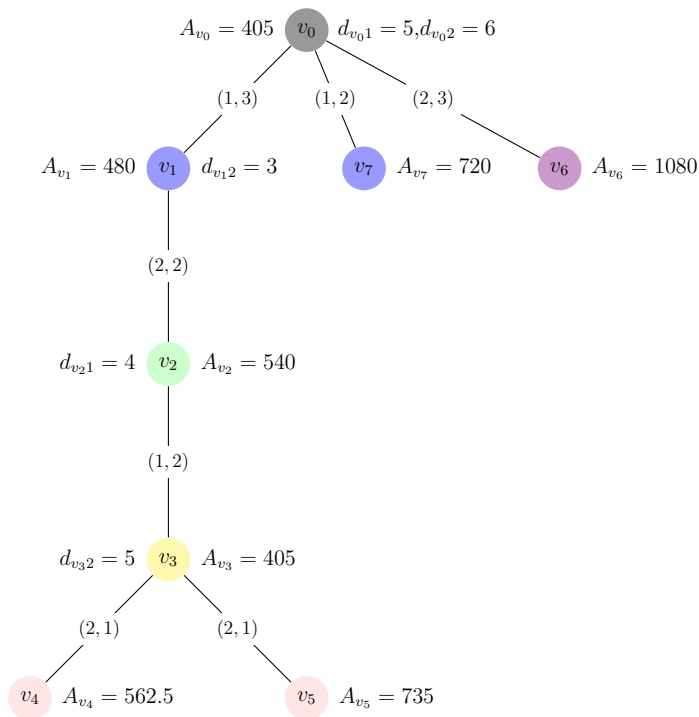 A_{v_0} = 405 v_0 d_{v_0 1} = 5, d_{v_0 2} = 6
(1, 3) (1, 2) (2, 3)
A_{v_1} = 480 v_1 d_{v_1 2} = 3 v_7 A_{v_7} = 720 v_6 A_{v_6} = 1080
(2, 2)
d_{v_2 1} = 4 v_2 A_{v_2} = 540
(1, 2)
d_{v_3 2} = 5 v_3 A_{v_3} = 405
(2, 1) (2, 1)
v_4 A_{v_4} = 562.5 v_5 A_{v_5} = 735